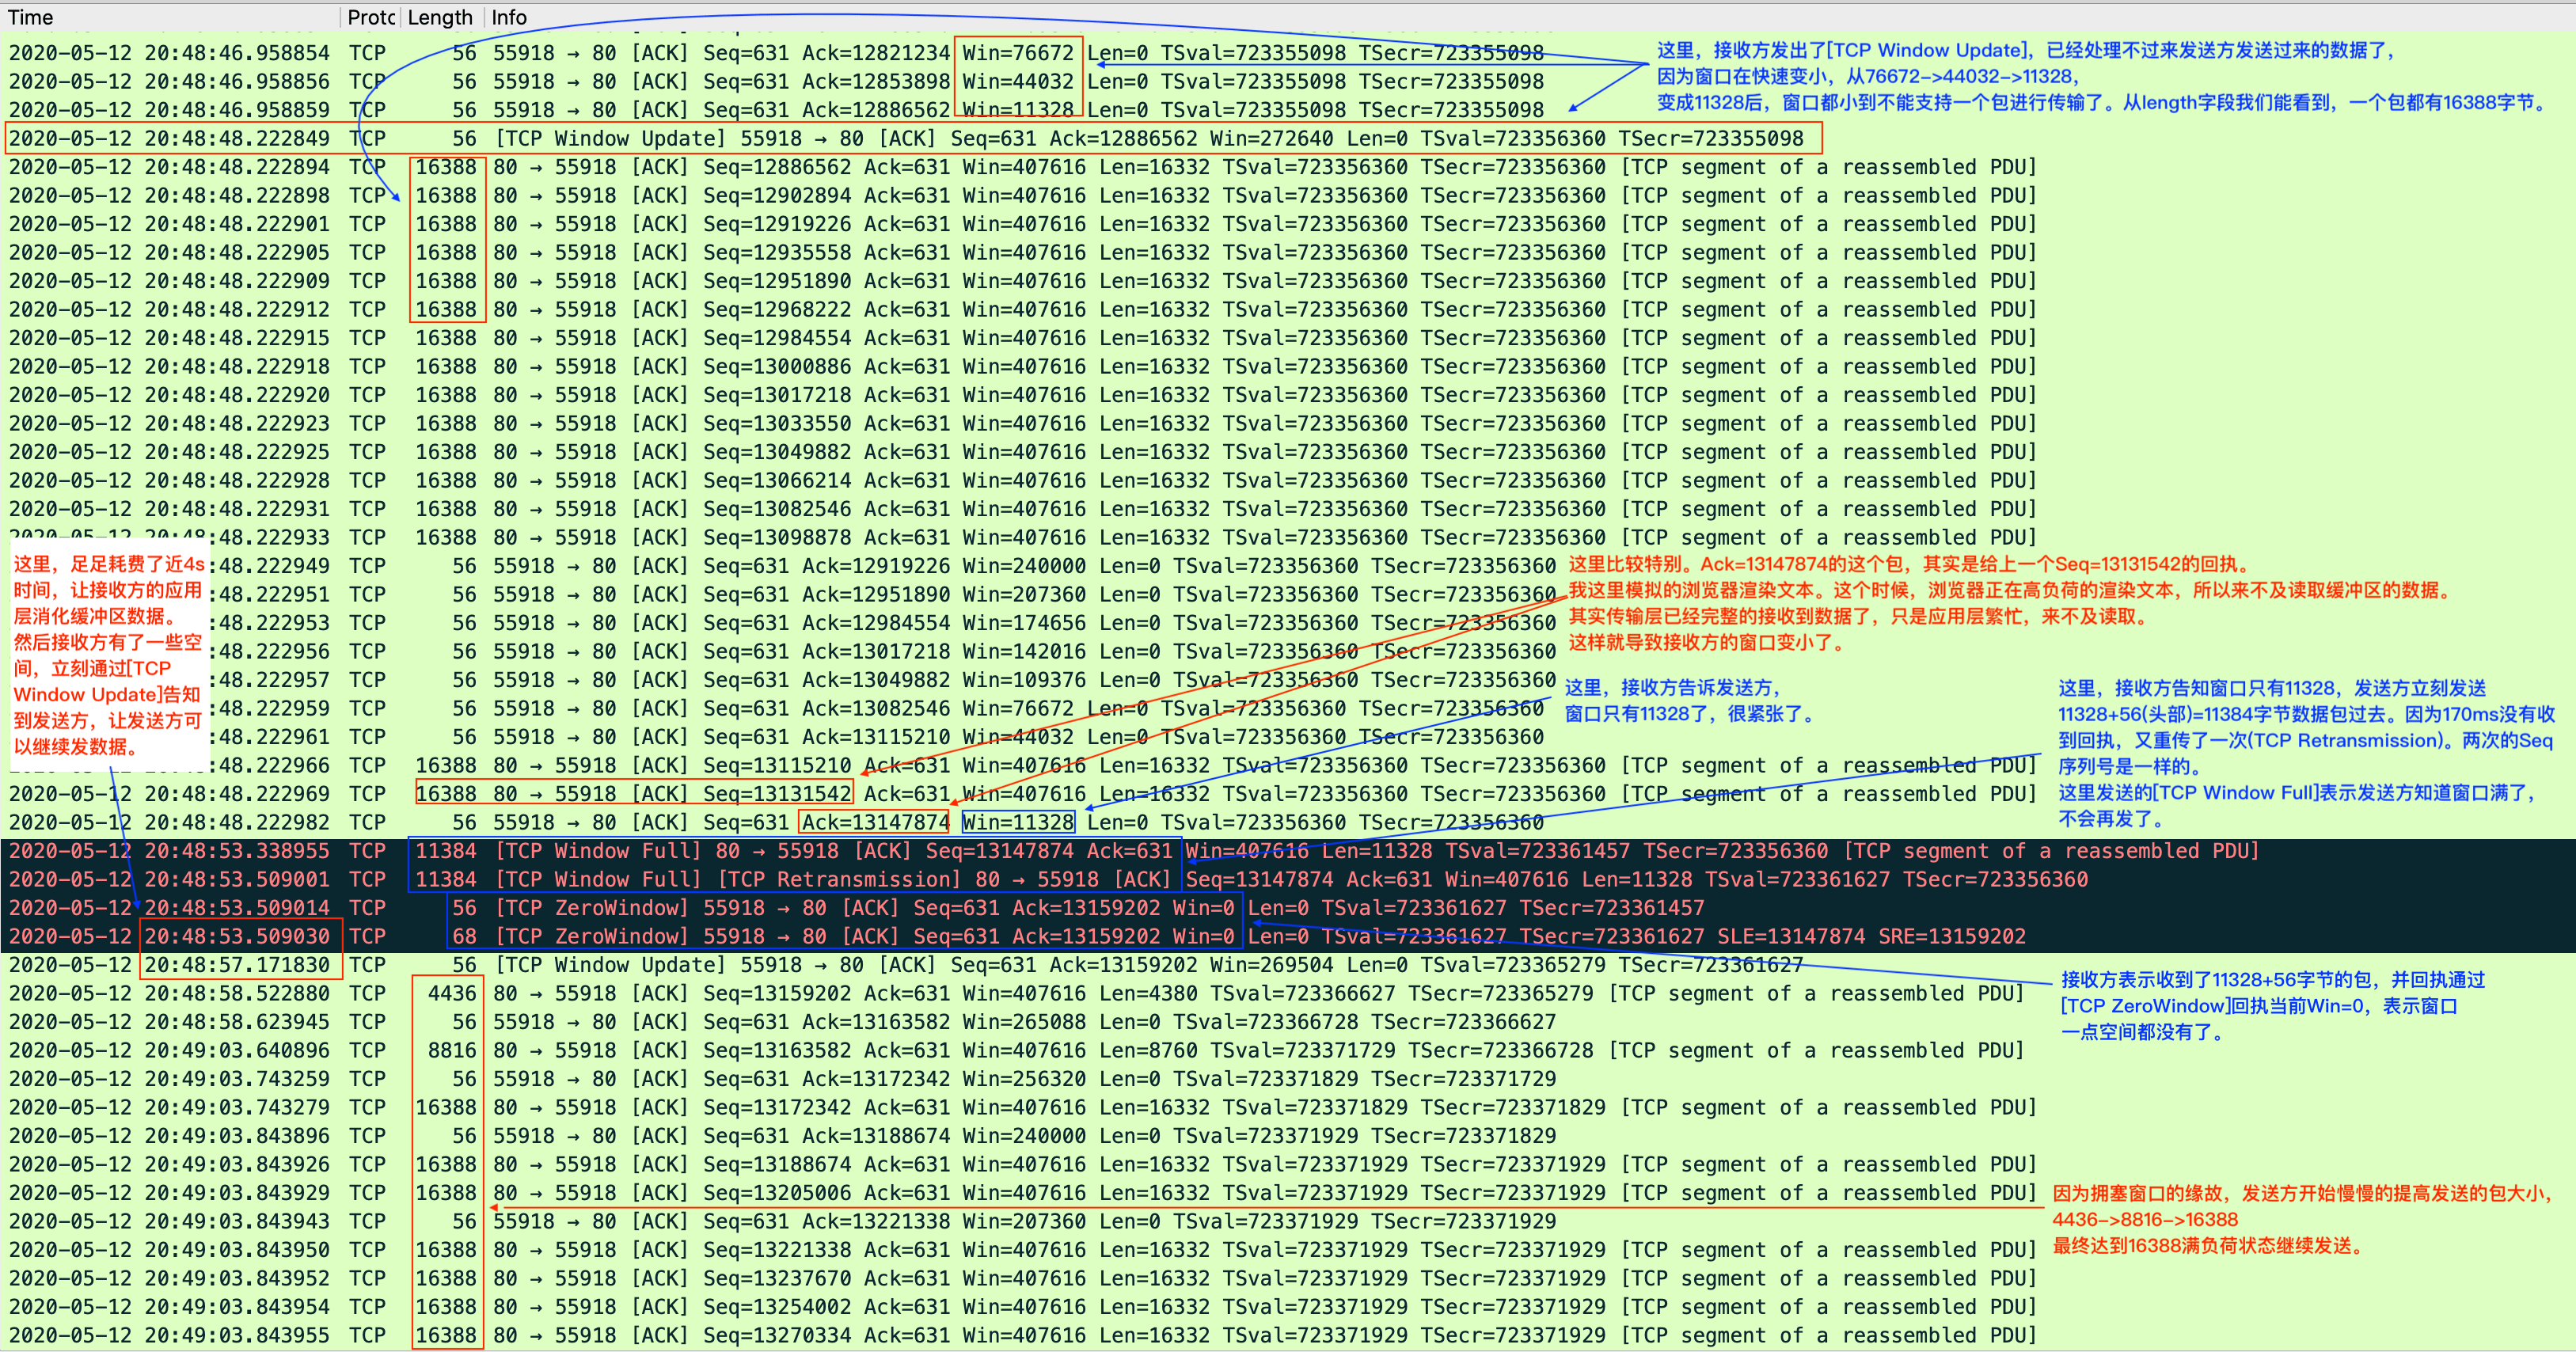 Time Protc Length Info
2020-05-12 20:48:46.958854 TCP 56 55918 → 80 [ACK] Seq=631 Ack=12821234 Win=76672 Len=0 TSval=723355098 TSecr=723355098
2020-05-12 20:48:46.958856 TCP 56 55918 → 80 [ACK] Seq=631 Ack=12853898 Win=44032 Len=0 TSval=723355098 TSecr=723355098
2020-05-12 20:48:46.958859 TCP 56 55918 → 80 [ACK] Seq=631 Ack=12886562 Win=11328 Len=0 TSval=723355098 TSecr=723355098
这里，接收方发出了[TCP Window Update]，已经处理不过来发送方发送过来的数据了，
因为窗口在快速变小，从76672->44032->11328，
变成11328后，窗口都小到不能支持一个包进行传输了。从length字段我们能看到，一个包都有16388字节。
2020-05-12 20:48:48.222849 TCP 56 [TCP Window Update] 55918 → 80 [ACK] Seq=631 Ack=12886562 Win=272640 Len=0 TSval=723356360 TSecr=723355098
2020-05-12 20:48:48.222894 TCP 16388 80 → 55918 [ACK] Seq=12886562 Ack=631 Win=407616 Len=16332 TSval=723356360 TSecr=723356360 [TCP segment of a reassembled PDU]
2020-05-12 20:48:48.222898 TCP 16388 80 → 55918 [ACK] Seq=12902894 Ack=631 Win=407616 Len=16332 TSval=723356360 TSecr=723356360 [TCP segment of a reassembled PDU]
2020-05-12 20:48:48.222901 TCP 16388 80 → 55918 [ACK] Seq=12919226 Ack=631 Win=407616 Len=16332 TSval=723356360 TSecr=723356360 [TCP segment of a reassembled PDU]
2020-05-12 20:48:48.222905 TCP 16388 80 → 55918 [ACK] Seq=12935558 Ack=631 Win=407616 Len=16332 TSval=723356360 TSecr=723356360 [TCP segment of a reassembled PDU]
2020-05-12 20:48:48.222909 TCP 16388 80 → 55918 [ACK] Seq=12951890 Ack=631 Win=407616 Len=16332 TSval=723356360 TSecr=723356360 [TCP segment of a reassembled PDU]
2020-05-12 20:48:48.222912 TCP 16388 80 → 55918 [ACK] Seq=12968222 Ack=631 Win=407616 Len=16332 TSval=723356360 TSecr=723356360 [TCP segment of a reassembled PDU]
2020-05-12 20:48:48.222915 TCP 16388 80 → 55918 [ACK] Seq=12984554 Ack=631 Win=407616 Len=16332 TSval=723356360 TSecr=723356360 [TCP segment of a reassembled PDU]
2020-05-12 20:48:48.222918 TCP 16388 80 → 55918 [ACK] Seq=13000886 Ack=631 Win=407616 Len=16332 TSval=723356360 TSecr=723356360 [TCP segment of a reassembled PDU]
2020-05-12 20:48:48.222920 TCP 16388 80 → 55918 [ACK] Seq=13017218 Ack=631 Win=407616 Len=16332 TSval=723356360 TSecr=723356360 [TCP segment of a reassembled PDU]
2020-05-12 20:48:48.222923 TCP 16388 80 → 55918 [ACK] Seq=13033550 Ack=631 Win=407616 Len=16332 TSval=723356360 TSecr=723356360 [TCP segment of a reassembled PDU]
2020-05-12 20:48:48.222925 TCP 16388 80 → 55918 [ACK] Seq=13049882 Ack=631 Win=407616 Len=16332 TSval=723356360 TSecr=723356360 [TCP segment of a reassembled PDU]
2020-05-12 20:48:48.222928 TCP 16388 80 → 55918 [ACK] Seq=13066214 Ack=631 Win=407616 Len=16332 TSval=723356360 TSecr=723356360 [TCP segment of a reassembled PDU]
2020-05-12 20:48:48.222931 TCP 16388 80 → 55918 [ACK] Seq=13082546 Ack=631 Win=407616 Len=16332 TSval=723356360 TSecr=723356360 [TCP segment of a reassembled PDU]
2020-05-12 20:48:48.222933 TCP 16388 80 → 55918 [ACK] Seq=13098878 Ack=631 Win=407616 Len=16332 TSval=723356360 TSecr=723356360 [TCP segment of a reassembled PDU]
这里，足足耗费了近4s
时间，让接收方的应用
层消化缓冲区数据。
然后接收方有了一些空
间，立刻通过[TCP
Window Update]告知
到发送方，让发送方可
以继续发数据。
:48.222949 TCP 56 55918 → 80 [ACK] Seq=631 Ack=12919226 Win=240000 Len=0 TSval=723356360 TSecr=723356360
:48.222951 TCP 56 55918 → 80 [ACK] Seq=631 Ack=12951890 Win=207360 Len=0 TSval=723356360 TSecr=723356360
:48.222953 TCP 56 55918 → 80 [ACK] Seq=631 Ack=12984554 Win=174656 Len=0 TSval=723356360 TSecr=723356360
:48.222956 TCP 56 55918 → 80 [ACK] Seq=631 Ack=13017218 Win=142016 Len=0 TSval=723356360 TSecr=723356360
:48.222957 TCP 56 55918 → 80 [ACK] Seq=631 Ack=13049882 Win=109376 Len=0 TSval=723356360 TSecr=723356360
:48.222959 TCP 56 55918 → 80 [ACK] Seq=631 Ack=13082546 Win=76672 Len=0 TSval=723356360 TSecr=723356360
:48.222961 TCP 56 55918 → 80 [ACK] Seq=631 Ack=13115210 Win=44032 Len=0 TSval=723356360 TSecr=723356360
这里比较特别。Ack=13147874的这个包，其实是给上一个Seq=13131542的回执。
我这里模拟的浏览器渲染文本。这个时候，浏览器正在高负荷的渲染文本，所以来不及读取缓冲区的数据。
其实传输层已经完整的接收到数据了，只是应用层繁忙，来不及读取。
这样就导致接收方的窗口变小了。
这里，接收方告诉发送方，
窗口只有11328了，很紧张了。
这里，接收方告知窗口只有11328，发送方立刻发送
11328+56(头部)=11384字节数据包过去。因为170ms没有收
到回执，又重传了一次(TCP Retransmission)。两次的Seq
序列号是一样的。
这里发送的[TCP Window Full]表示发送方知道窗口满了，
不会再发了。
2020-05-12 20:48:48.222966 TCP 16388 80 → 55918 [ACK] Seq=13115210 Ack=631 Win=407616 Len=16332 TSval=723356360 TSecr=723356360 [TCP segment of a reassembled PDU]
2020-05-12 20:48:48.222969 TCP 16388 80 → 55918 [ACK] Seq=13131542 Ack=631 Win=407616 Len=16332 TSval=723356360 TSecr=723356360 [TCP segment of a reassembled PDU]
2020-05-12 20:48:48.222982 TCP 56 55918 → 80 [ACK] Seq=631 Ack=13147874 Win=11328 Len=0 TSval=723356360 TSecr=723356360
2020-05-12 20:48:53.338955 TCP 11384 [TCP Window Full] 80 → 55918 [ACK] Seq=13147874 Ack=631 Win=407616 Len=11328 TSval=723361457 TSecr=723356360 [TCP segment of a reassembled PDU]
2020-05-12 20:48:53.509001 TCP 11384 [TCP Window Full] [TCP Retransmission] 80 → 55918 [ACK] Seq=13147874 Ack=631 Win=407616 Len=11328 TSval=723361627 TSecr=723356360
2020-05-12 20:48:53.509014 TCP 56 [TCP ZeroWindow] 55918 → 80 [ACK] Seq=631 Ack=13159202 Win=0 Len=0 TSval=723361627 TSecr=723361457
2020-05-12 20:48:53.509030 TCP 68 [TCP ZeroWindow] 55918 → 80 [ACK] Seq=631 Ack=13159202 Win=0 Len=0 TSval=723361627 TSecr=723361627 SLE=13147874 SRE=13159202
2020-05-12 20:48:57.171830 TCP 56 [TCP Window Update] 55918 → 80 [ACK] Seq=631 Ack=13159202 Win=269504 Len=0 TSval=723365279 TSecr=723361627
接收方表示收到了11328+56字节的包，并回执通过
[TCP ZeroWindow]回执当前Win=0，表示窗口
一点空间都没有了。
2020-05-12 20:48:58.522880 TCP 4436 80 → 55918 [ACK] Seq=13159202 Ack=631 Win=407616 Len=4380 TSval=723366627 TSecr=723365279 [TCP segment of a reassembled PDU]
2020-05-12 20:48:58.623945 TCP 56 55918 → 80 [ACK] Seq=631 Ack=13163582 Win=265088 Len=0 TSval=723366728 TSecr=723366627
2020-05-12 20:49:03.640896 TCP 8816 80 → 55918 [ACK] Seq=13163582 Ack=631 Win=407616 Len=8760 TSval=723371729 TSecr=723366728 [TCP segment of a reassembled PDU]
2020-05-12 20:49:03.743259 TCP 56 55918 → 80 [ACK] Seq=631 Ack=13172342 Win=256320 Len=0 TSval=723371829 TSecr=723371729
2020-05-12 20:49:03.743279 TCP 16388 80 → 55918 [ACK] Seq=13172342 Ack=631 Win=407616 Len=16332 TSval=723371829 TSecr=723371829 [TCP segment of a reassembled PDU]
2020-05-12 20:49:03.843896 TCP 56 55918 → 80 [ACK] Seq=631 Ack=13188674 Win=240000 Len=0 TSval=723371929 TSecr=723371829
2020-05-12 20:49:03.843926 TCP 16388 80 → 55918 [ACK] Seq=13188674 Ack=631 Win=407616 Len=16332 TSval=723371929 TSecr=723371929 [TCP segment of a reassembled PDU]
2020-05-12 20:49:03.843929 TCP 16388 80 → 55918 [ACK] Seq=13205006 Ack=631 Win=407616 Len=16332 TSval=723371929 TSecr=723371929 [TCP segment of a reassembled PDU]
2020-05-12 20:49:03.843943 TCP 56 55918 → 80 [ACK] Seq=631 Ack=13221338 Win=207360 Len=0 TSval=723371929 TSecr=723371929
2020-05-12 20:49:03.843950 TCP 16388 80 → 55918 [ACK] Seq=13221338 Ack=631 Win=407616 Len=16332 TSval=723371929 TSecr=723371929 [TCP segment of a reassembled PDU]
2020-05-12 20:49:03.843952 TCP 16388 80 → 55918 [ACK] Seq=13237670 Ack=631 Win=407616 Len=16332 TSval=723371929 TSecr=723371929 [TCP segment of a reassembled PDU]
2020-05-12 20:49:03.843954 TCP 16388 80 → 55918 [ACK] Seq=13254002 Ack=631 Win=407616 Len=16332 TSval=723371929 TSecr=723371929 [TCP segment of a reassembled PDU]
2020-05-12 20:49:03.843955 TCP 16388 80 → 55918 [ACK] Seq=13270334 Ack=631 Win=407616 Len=16332 TSval=723371929 TSecr=723371929 [TCP segment of a reassembled PDU]
因为拥塞窗口的缘故，发送方开始慢慢的提高发送的包大小，
4436->8816->16388
最终达到16388满负荷状态继续发送。